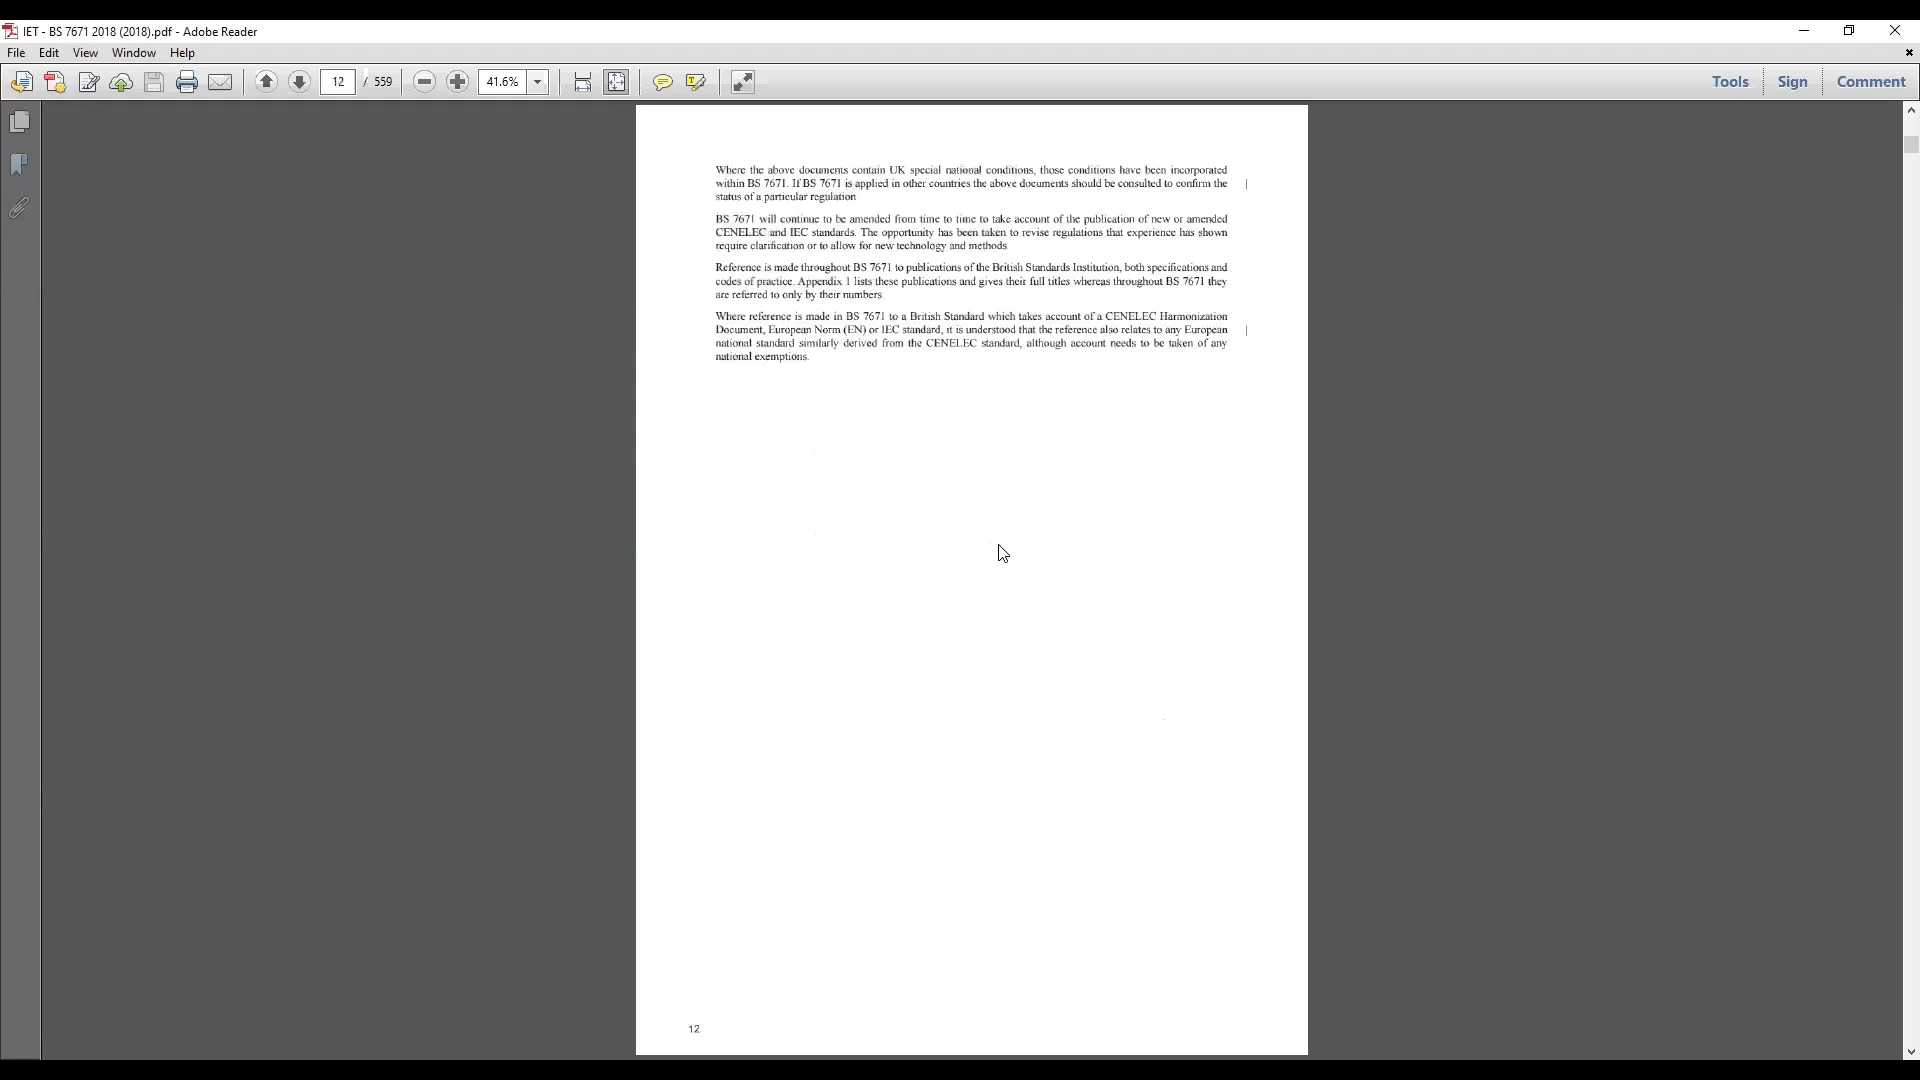 IET - BS 7671 2018 (2018).pdf - Adobe Reader
File Edit View Window Help
12 / 559 41.6% Tools Sign Comment
Where the above documents contain UK special national conditions, those conditions have been incorporated
within BS 7671. If BS 7671 is applied in other countries the above documents should be consulted to confirm the
status of a particular regulation
BS 7671 will continue to be amended from time to time to take account of the publication of new or amended
CENELEC and IEC standards. The opportunity has been taken to revise regulations that experience has shown
require clarification or to allow for new technology and methods
Reference is made throughout BS 7671 to publications of the British Standards Institution, both specifications and
codes of practice. Appendix 1 lists these publications and gives their full titles whereas throughout BS 7671 they
are referred to only by their numbers
Where reference is made in BS 7671 to a British Standard which takes account of a CENELEC Harmonization
Document, European Norm (EN) or IEC standard, it is understood that the reference also relates to any European
national standard similarly derived from the CENELEC standard, although account needs to be taken of any
national exemptions.
12